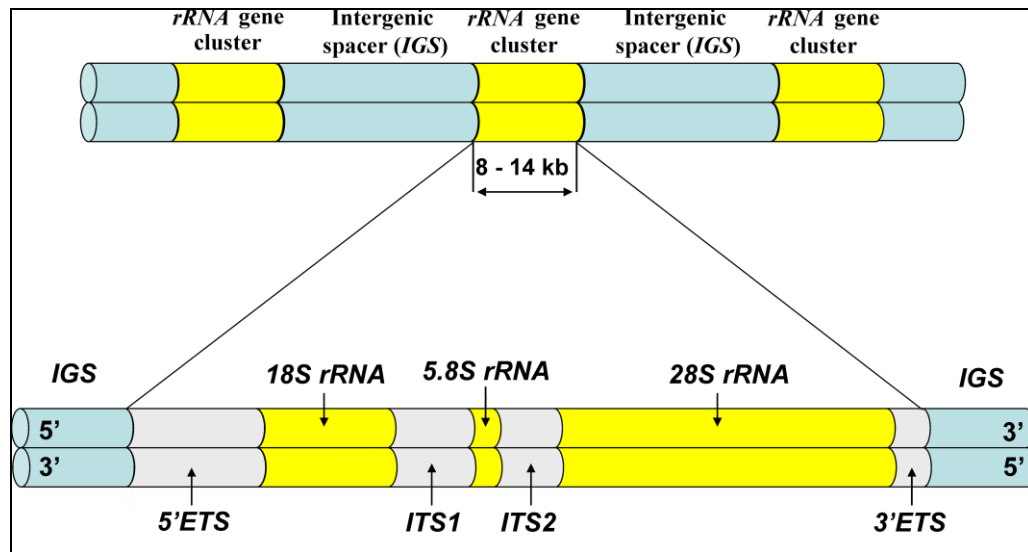 rRNA gene cluster
Intergenic spacer (IGS)
rRNA gene cluster
Intergenic spacer (IGS)
rRNA gene cluster
8 - 14 kb
IGS
18S rRNA
5.8S rRNA
28S rRNA
IGS
5’
3’
3’
5’
5’ETS
ITS1
ITS2
3’ETS